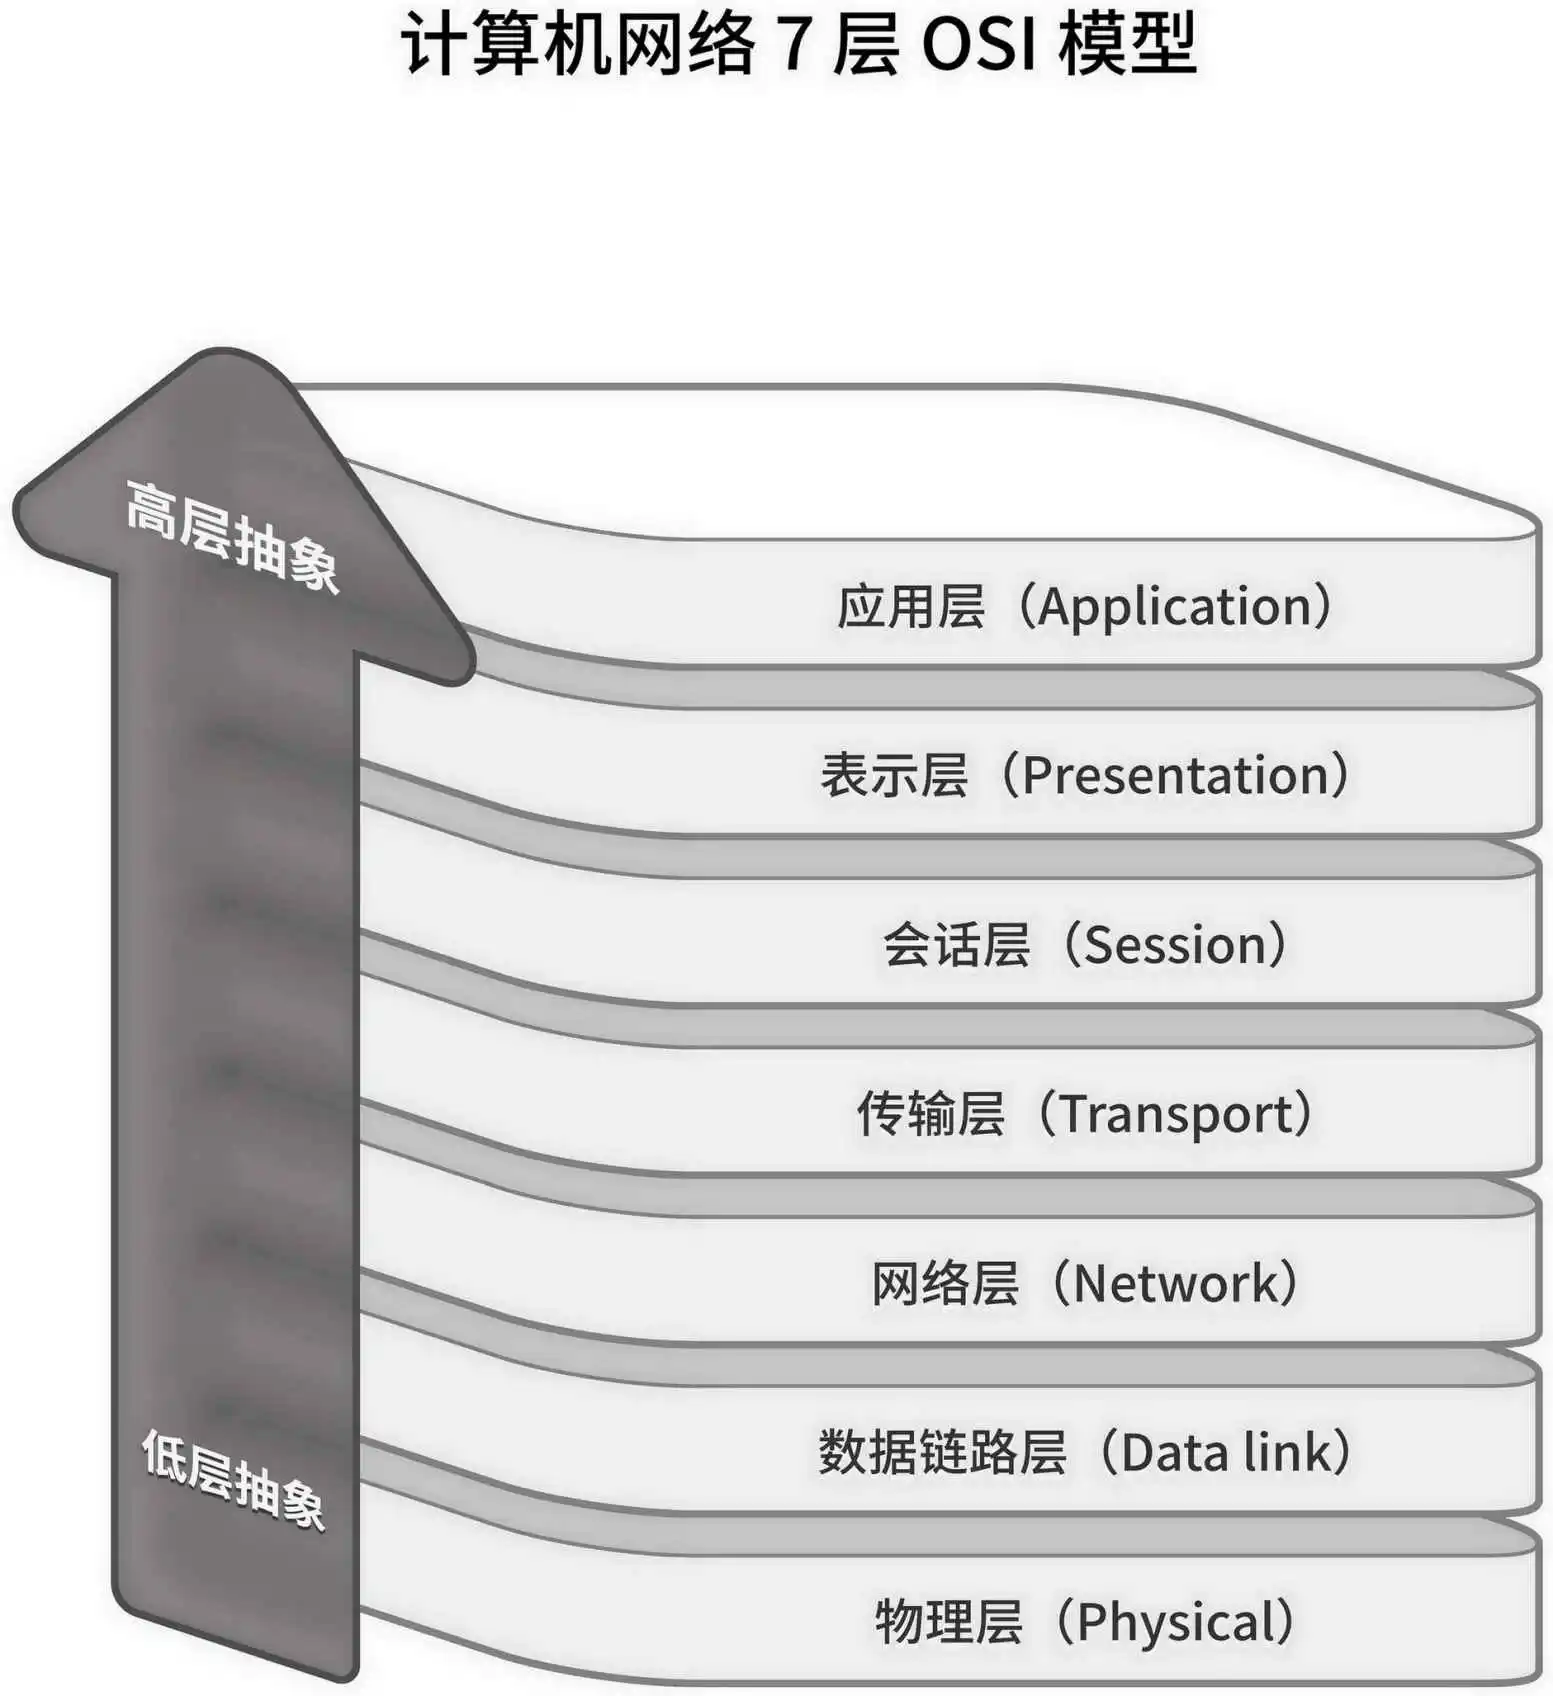 计算机网络 7 层 OSI 模型
高层抽象
应用层（Application）
表示层（Presentation）
会话层（Session）
传输层（Transport）
网络层（Network）
数据链路层（Data link）
低层抽象
物理层（Physical）